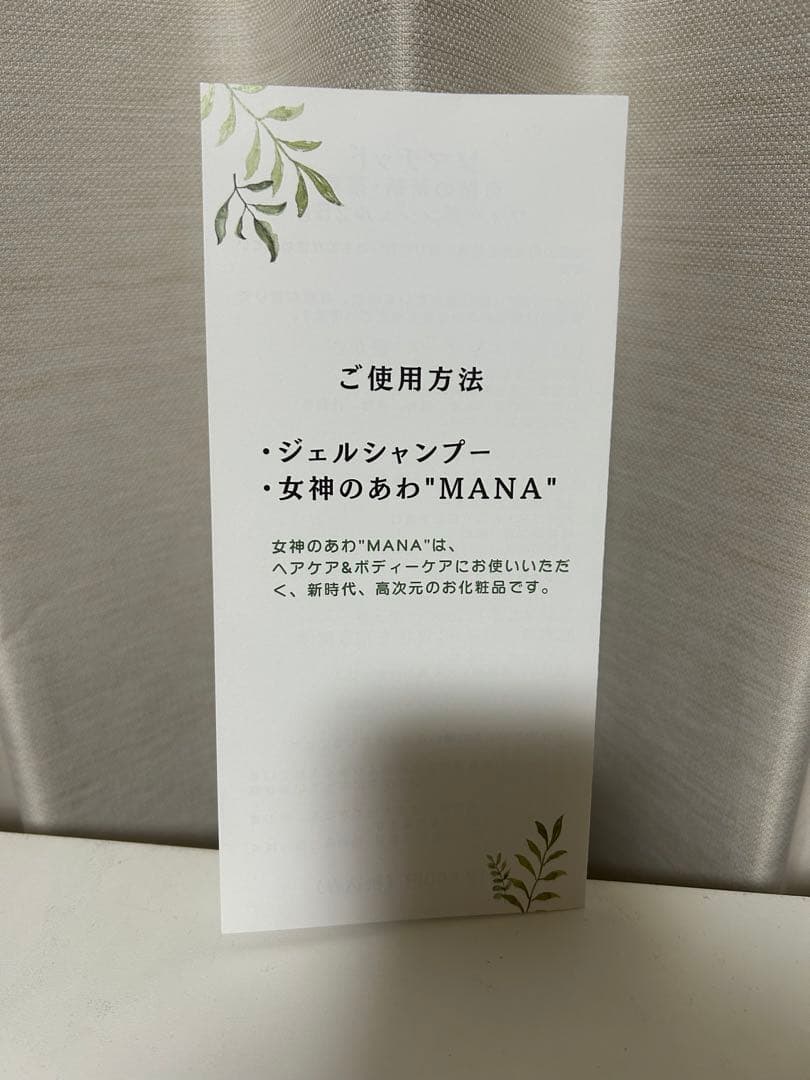 ご使用方法
・ジェルシャンプー
・女神のあわ"MANA"
女神のあわ"MANA"は、
ヘアケア&ボディーケアにお使いいただ
く、新時代、高次元のお化粧品です。